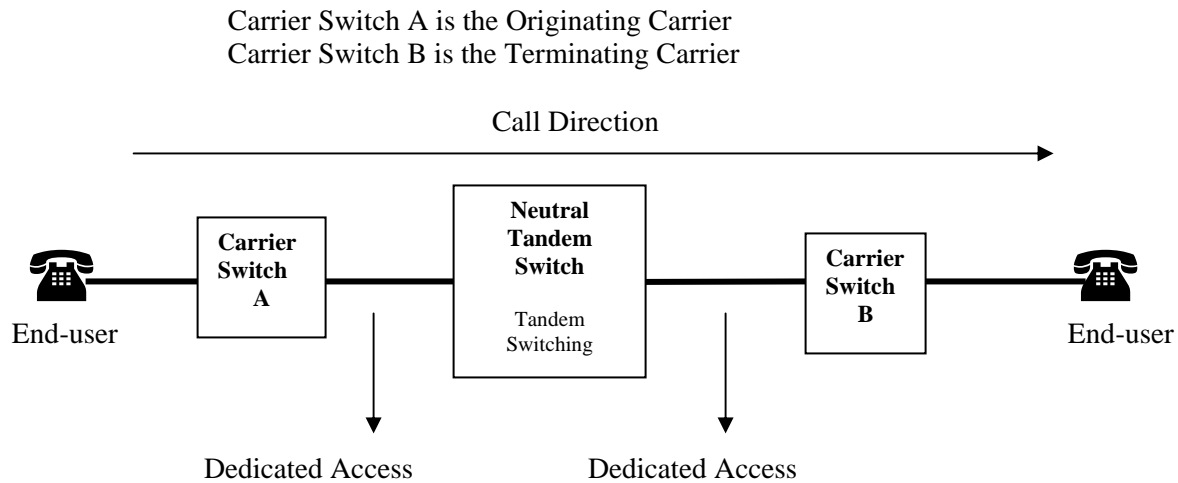 Carrier Switch A is the Originating Carrier
Carrier Switch B is the Terminating Carrier
Call Direction
End-user
Carrier
Switch
A
Neutral
Tandem
Switch
Tandem
Switching
Carrier
Switch
B
End-user
Dedicated Access
Dedicated Access